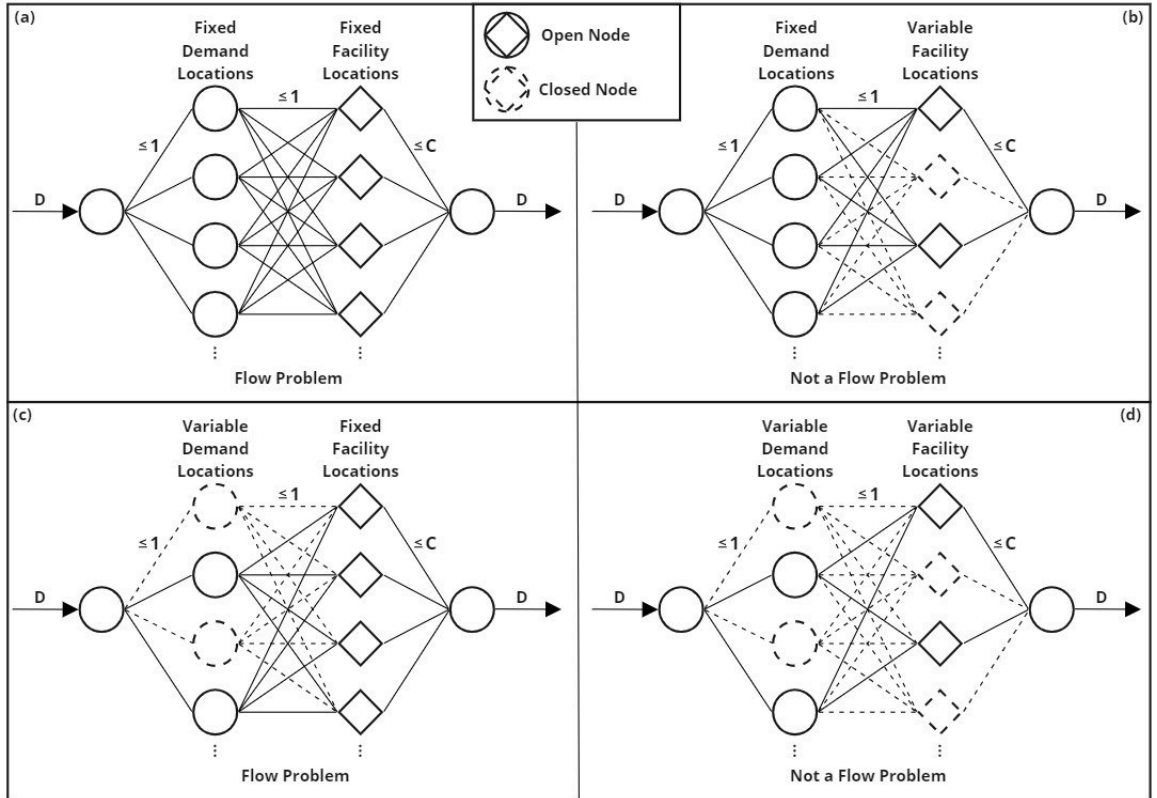 (a)
Fixed
Demand
Locations
Fixed
Facility
Locations
≤ 1
≤ 1
≤ C
D
D
⋮
⋮
Flow Problem
Open Node
Closed Node
(b)
Fixed
Demand
Locations
Variable
Facility
Locations
≤ 1
≤ 1
≤ C
D
D
⋮
⋮
Not a Flow Problem
(c)
Variable
Demand
Locations
Fixed
Facility
Locations
≤ 1
≤ 1
≤ C
D
D
⋮
⋮
Flow Problem
(d)
Variable
Demand
Locations
Variable
Facility
Locations
≤ 1
≤ 1
≤ C
D
D
⋮
⋮
Not a Flow Problem